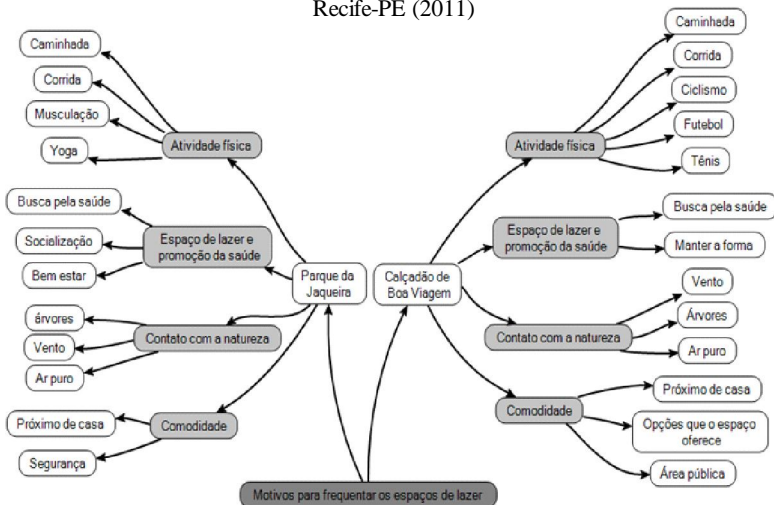 Recife-PE (2011)
Caminhada
Corrida
Musculação
Yoga
Atividade física
Busca pela saúde
Socialização
Bem estar
Espaço de lazer e
promoção da saúde
árvores
Vento
Ar puro
Contato com a natureza
Próximo de casa
Segurança
Comodidade
Parque da
Jaqueira
Calçadão de
Boa Viagem
Atividade física
Caminhada
Corrida
Ciclismo
Futebol
Tênis
Espaço de lazer e
promoção da saúde
Busca pela saúde
Manter a forma
Contato com a natureza
Vento
Árvores
Ar puro
Comodidade
Próximo de casa
Opções que o espaço
oferece
Área pública
Motivos para frequentar os espaços de lazer